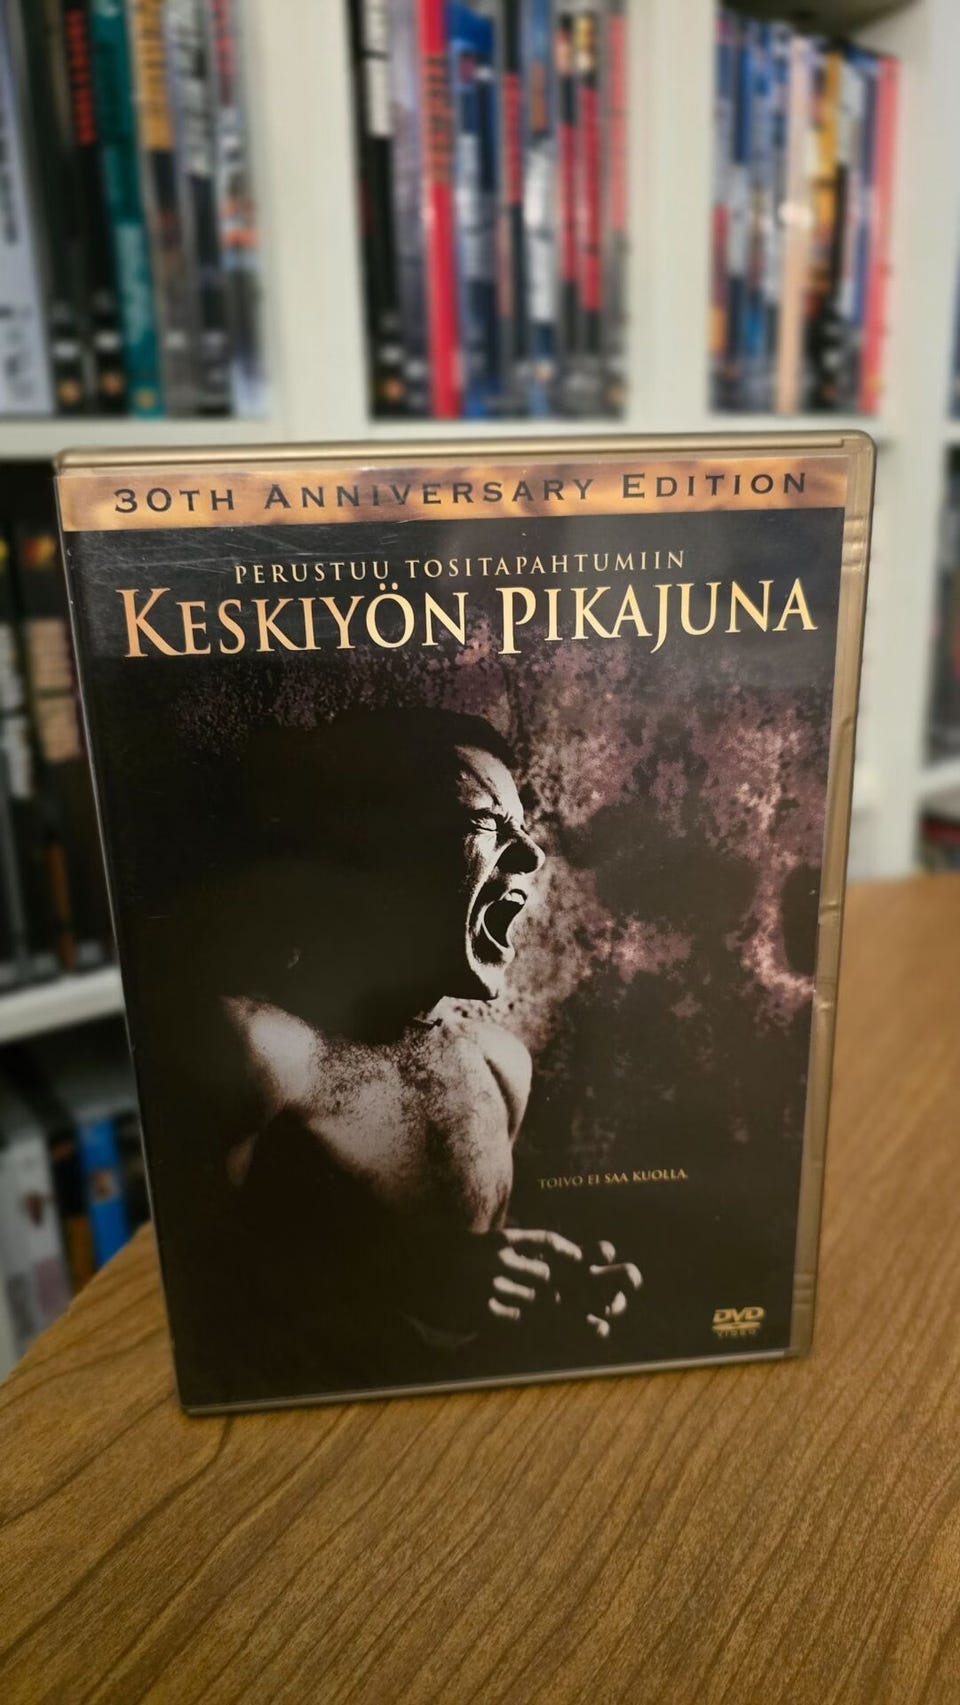 30TH ANNIVERSARY EDITION
PERUSTUU TOSITAPAHTUMIIN
KESKIYÖN PIKAJUNA
TOIVO EI SAA KUOLLA.
DVD
VIDEO